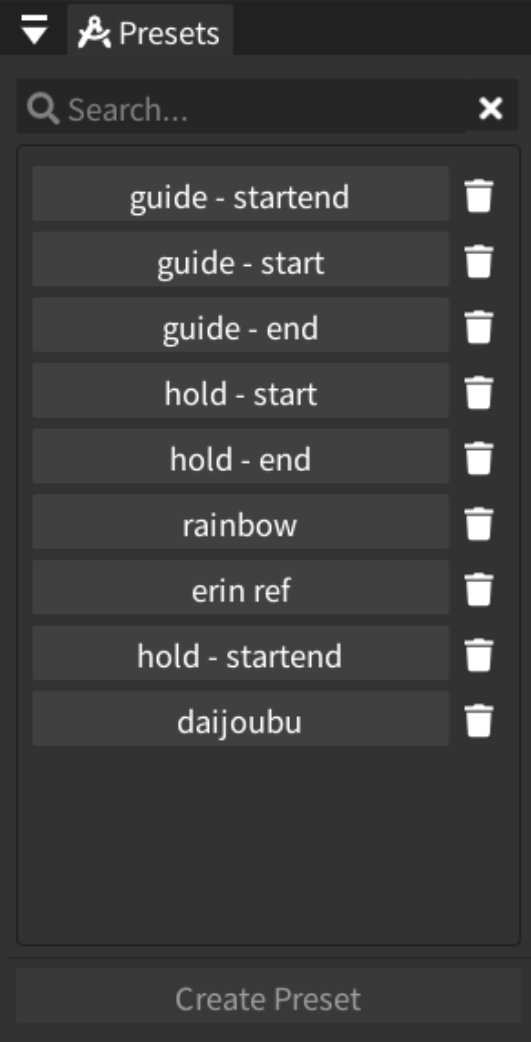 Presets
Search...
guide - startend
guide - start
guide - end
hold - start
hold - end
rainbow
erin ref
hold - startend
daijoubu
Create Preset